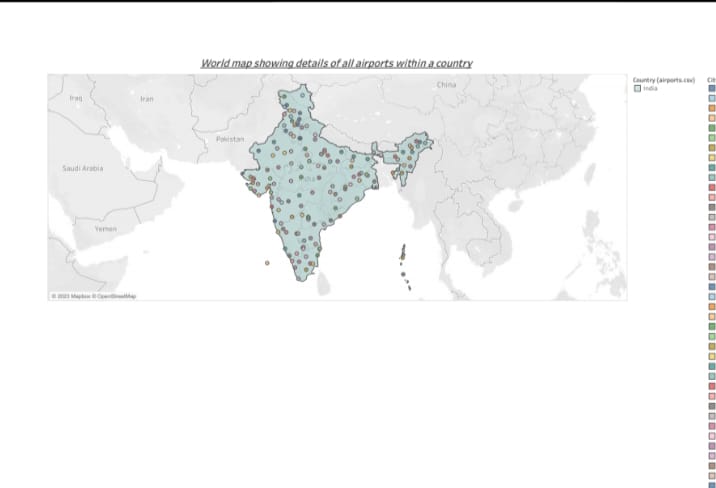 World map showing details of all airports within a country
Country (airports.csv)
India
Cit
China
Iraq
Iran
Pakistan
Saudi Arabia
Yemen
© 2023 Mapbox © OpenStreetMap